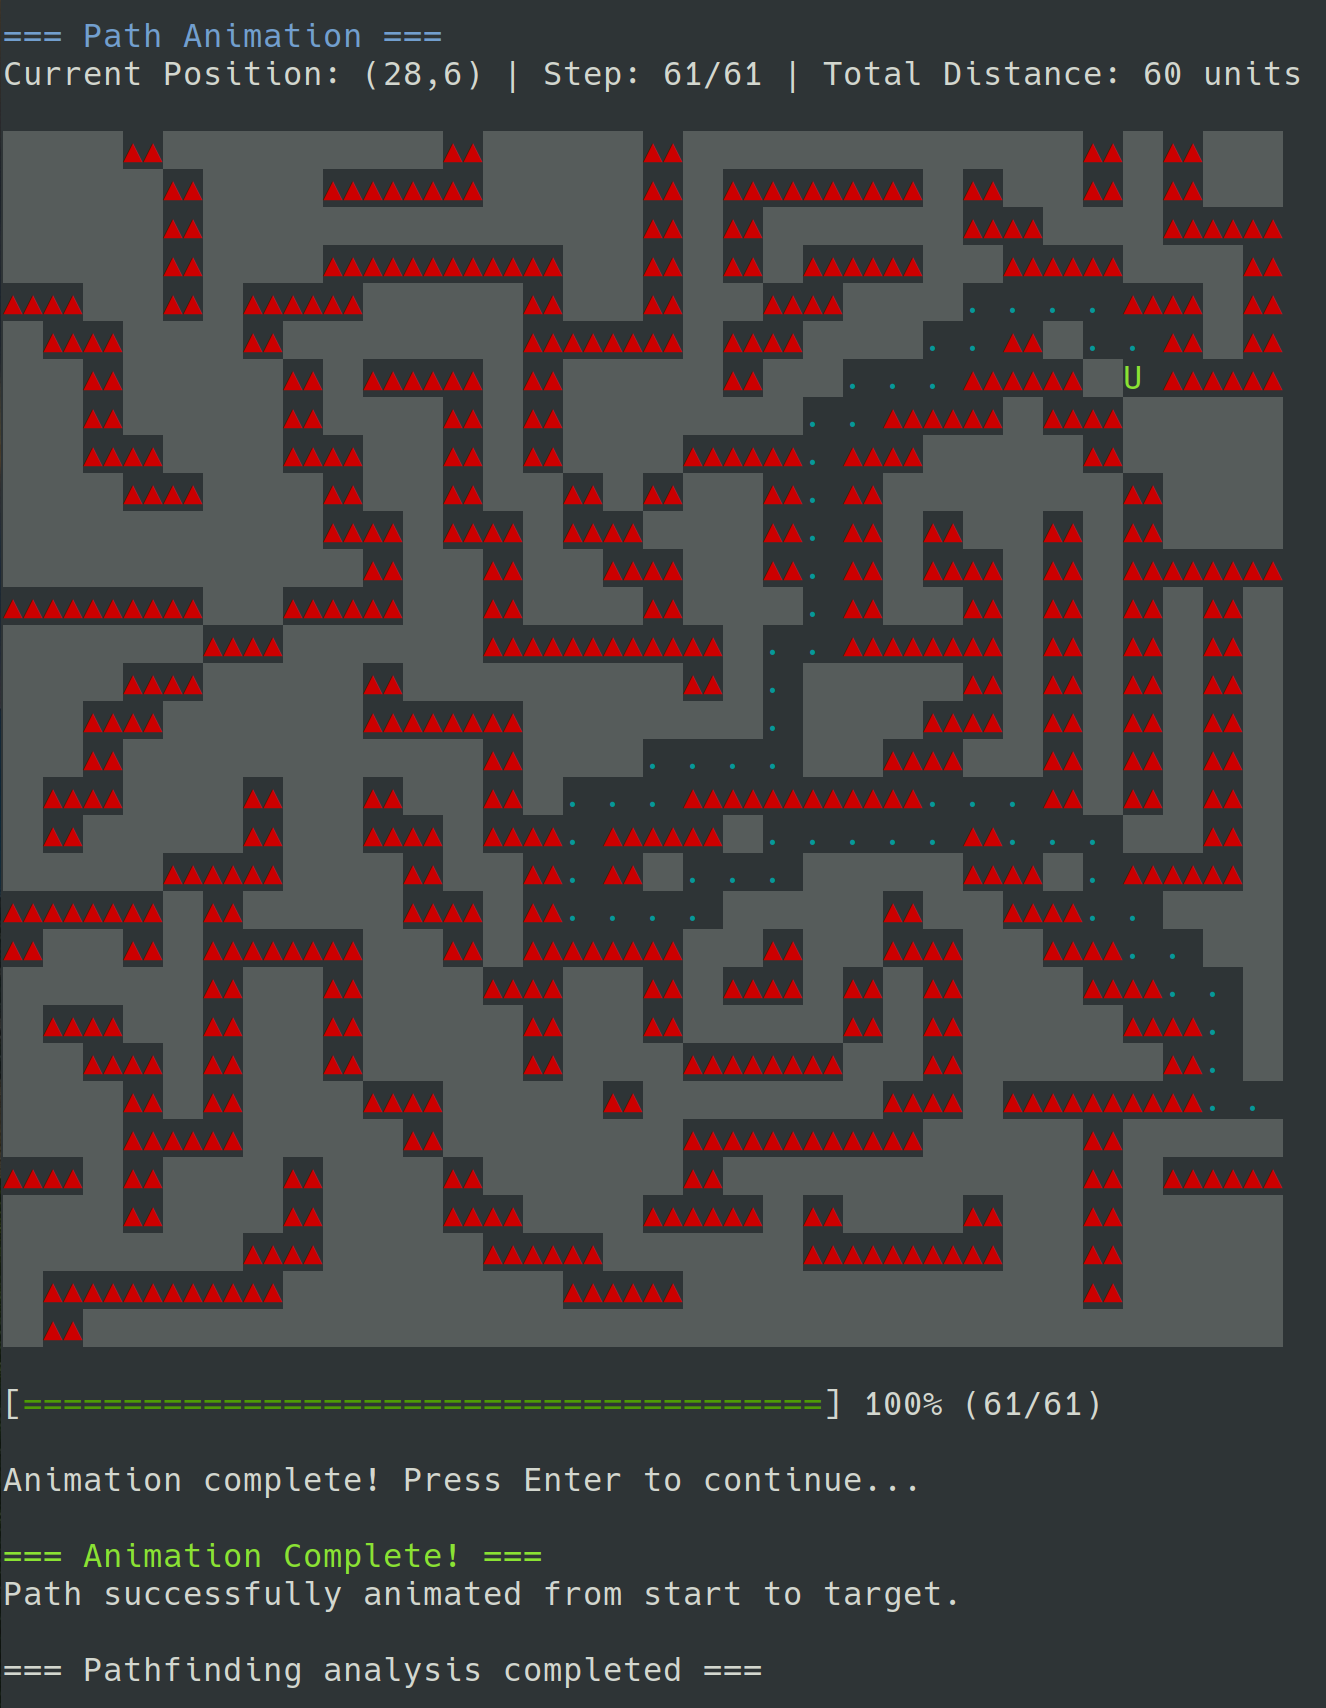 === Path Animation ===
Current Position: (28,6) | Step: 61/61 | Total Distance: 60 units
U
[========================================] 100% (61/61)
Animation complete! Press Enter to continue...
=== Animation Complete! ===
Path successfully animated from start to target.
=== Pathfinding analysis completed ===